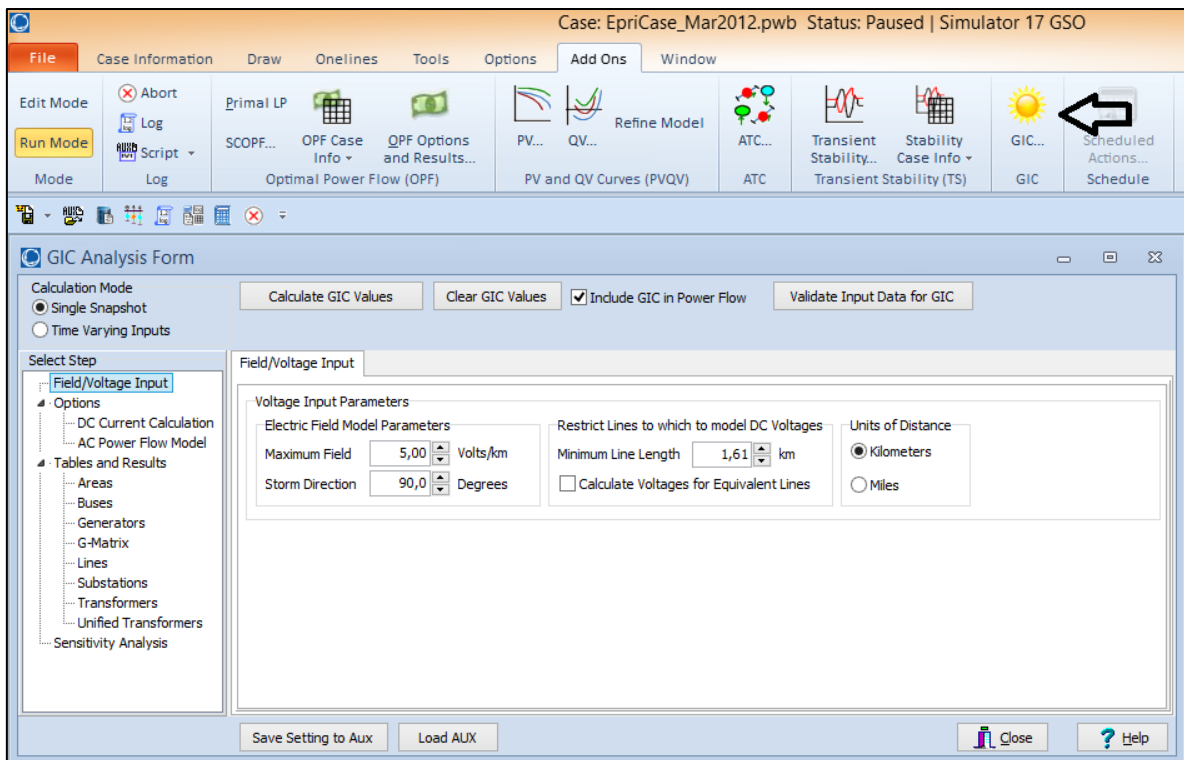 Case: EpriCase_Mar2012.pwb Status: Paused | Simulator 17 GSO
File Case Information Draw Onelines Tools Options Add Ons Window
Edit Mode
Run Mode
Mode
Abort
Log
Script
Log
Primal LP
SCOPF...
OPF Case
Info
OPF Options
and Results...
Optimal Power Flow (OPF)
PV...
QV...
Refine Model
PV and QV Curves (PVQV)
ATC...
ATC
Transient
Stability...
Stability
Case Info
Transient Stability (TS)
GIC...
GIC
Scheduled
Actions...
Schedule
GIC Analysis Form
Calculation Mode
Single Snapshot
Time Varying Inputs
Calculate GIC Values
Clear GIC Values
Include GIC in Power Flow
Validate Input Data for GIC
Select Step
Field/Voltage Input
Options
DC Current Calculation
AC Power Flow Model
Tables and Results
Areas
Buses
Generators
G-Matrix
Lines
Substations
Transformers
Unified Transformers
Sensitivity Analysis
Field/Voltage Input
Voltage Input Parameters
Electric Field Model Parameters
Maximum Field 5,00 Volts/km
Storm Direction 90,0 Degrees
Restrict Lines to which to model DC Voltages
Minimum Line Length 1,61 km
Calculate Voltages for Equivalent Lines
Units of Distance
Kilometers
Miles
Save Setting to Aux
Load AUX
Close
? Help